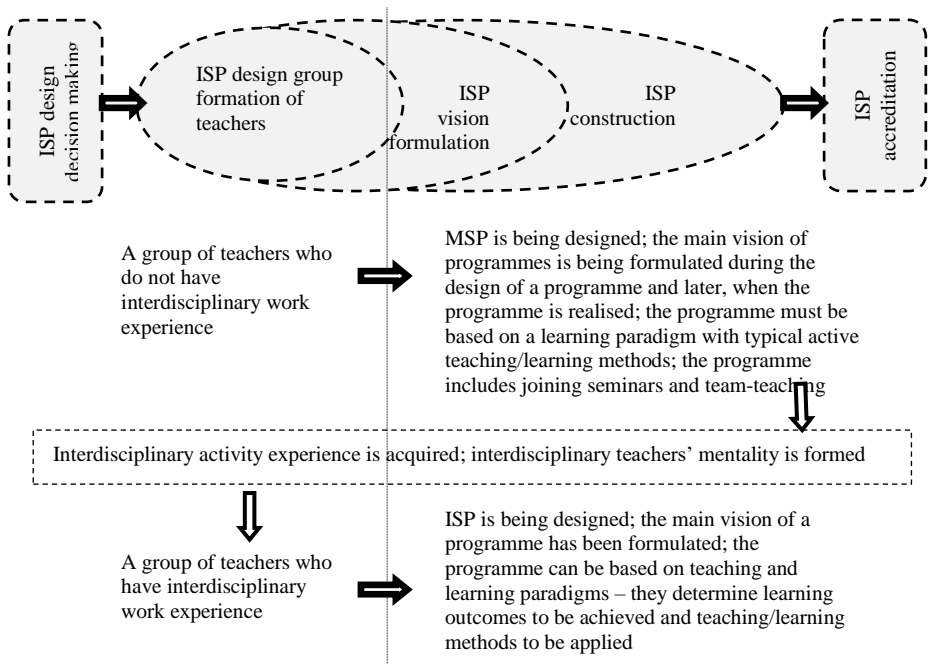 ISP design
decision making
ISP design group
formation of
teachers
ISP
vision
formulation
ISP
construction
ISP
accreditation
A group of teachers who
do not have
interdisciplinary work
experience
MSP is being designed; the main vision of
programmes is being formulated during the
design of a programme and later, when the
programme is realised; the programme must be
based on a learning paradigm with typical active
teaching/learning methods; the programme
includes joining seminars and team-teaching
Interdisciplinary activity experience is acquired; interdisciplinary teachers’ mentality is formed
A group of teachers who
have interdisciplinary
work experience
ISP is being designed; the main vision of a
programme has been formulated; the
programme can be based on teaching and
learning paradigms – they determine learning
outcomes to be achieved and teaching/learning
methods to be applied